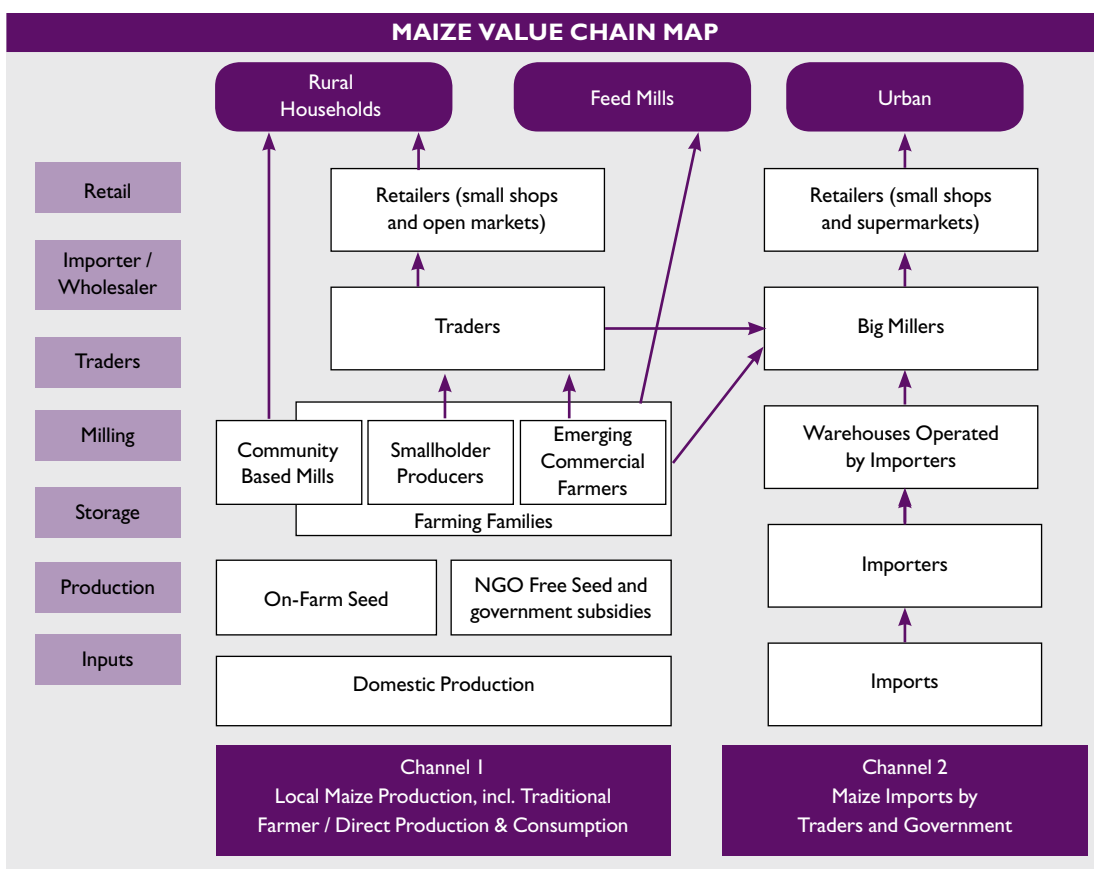 MAIZE VALUE CHAIN MAP
Rural
Households
Feed Mills
Urban
Retail
Retailers (small shops
and open markets)
Retailers (small shops
and supermarkets)
Importer /
Wholesaler
Traders
Big Millers
Traders
Milling
Community
Based Mills
Smallholder
Producers
Emerging
Commercial
Farmers
Warehouses Operated
by Importers
Storage
Farming Families
Importers
Production
On-Farm Seed
NGO Free Seed and
government subsidies
Inputs
Domestic Production
Imports
Channel 1
Local Maize Production, incl. Traditional
Farmer / Direct Production & Consumption
Channel 2
Maize Imports by
Traders and Government